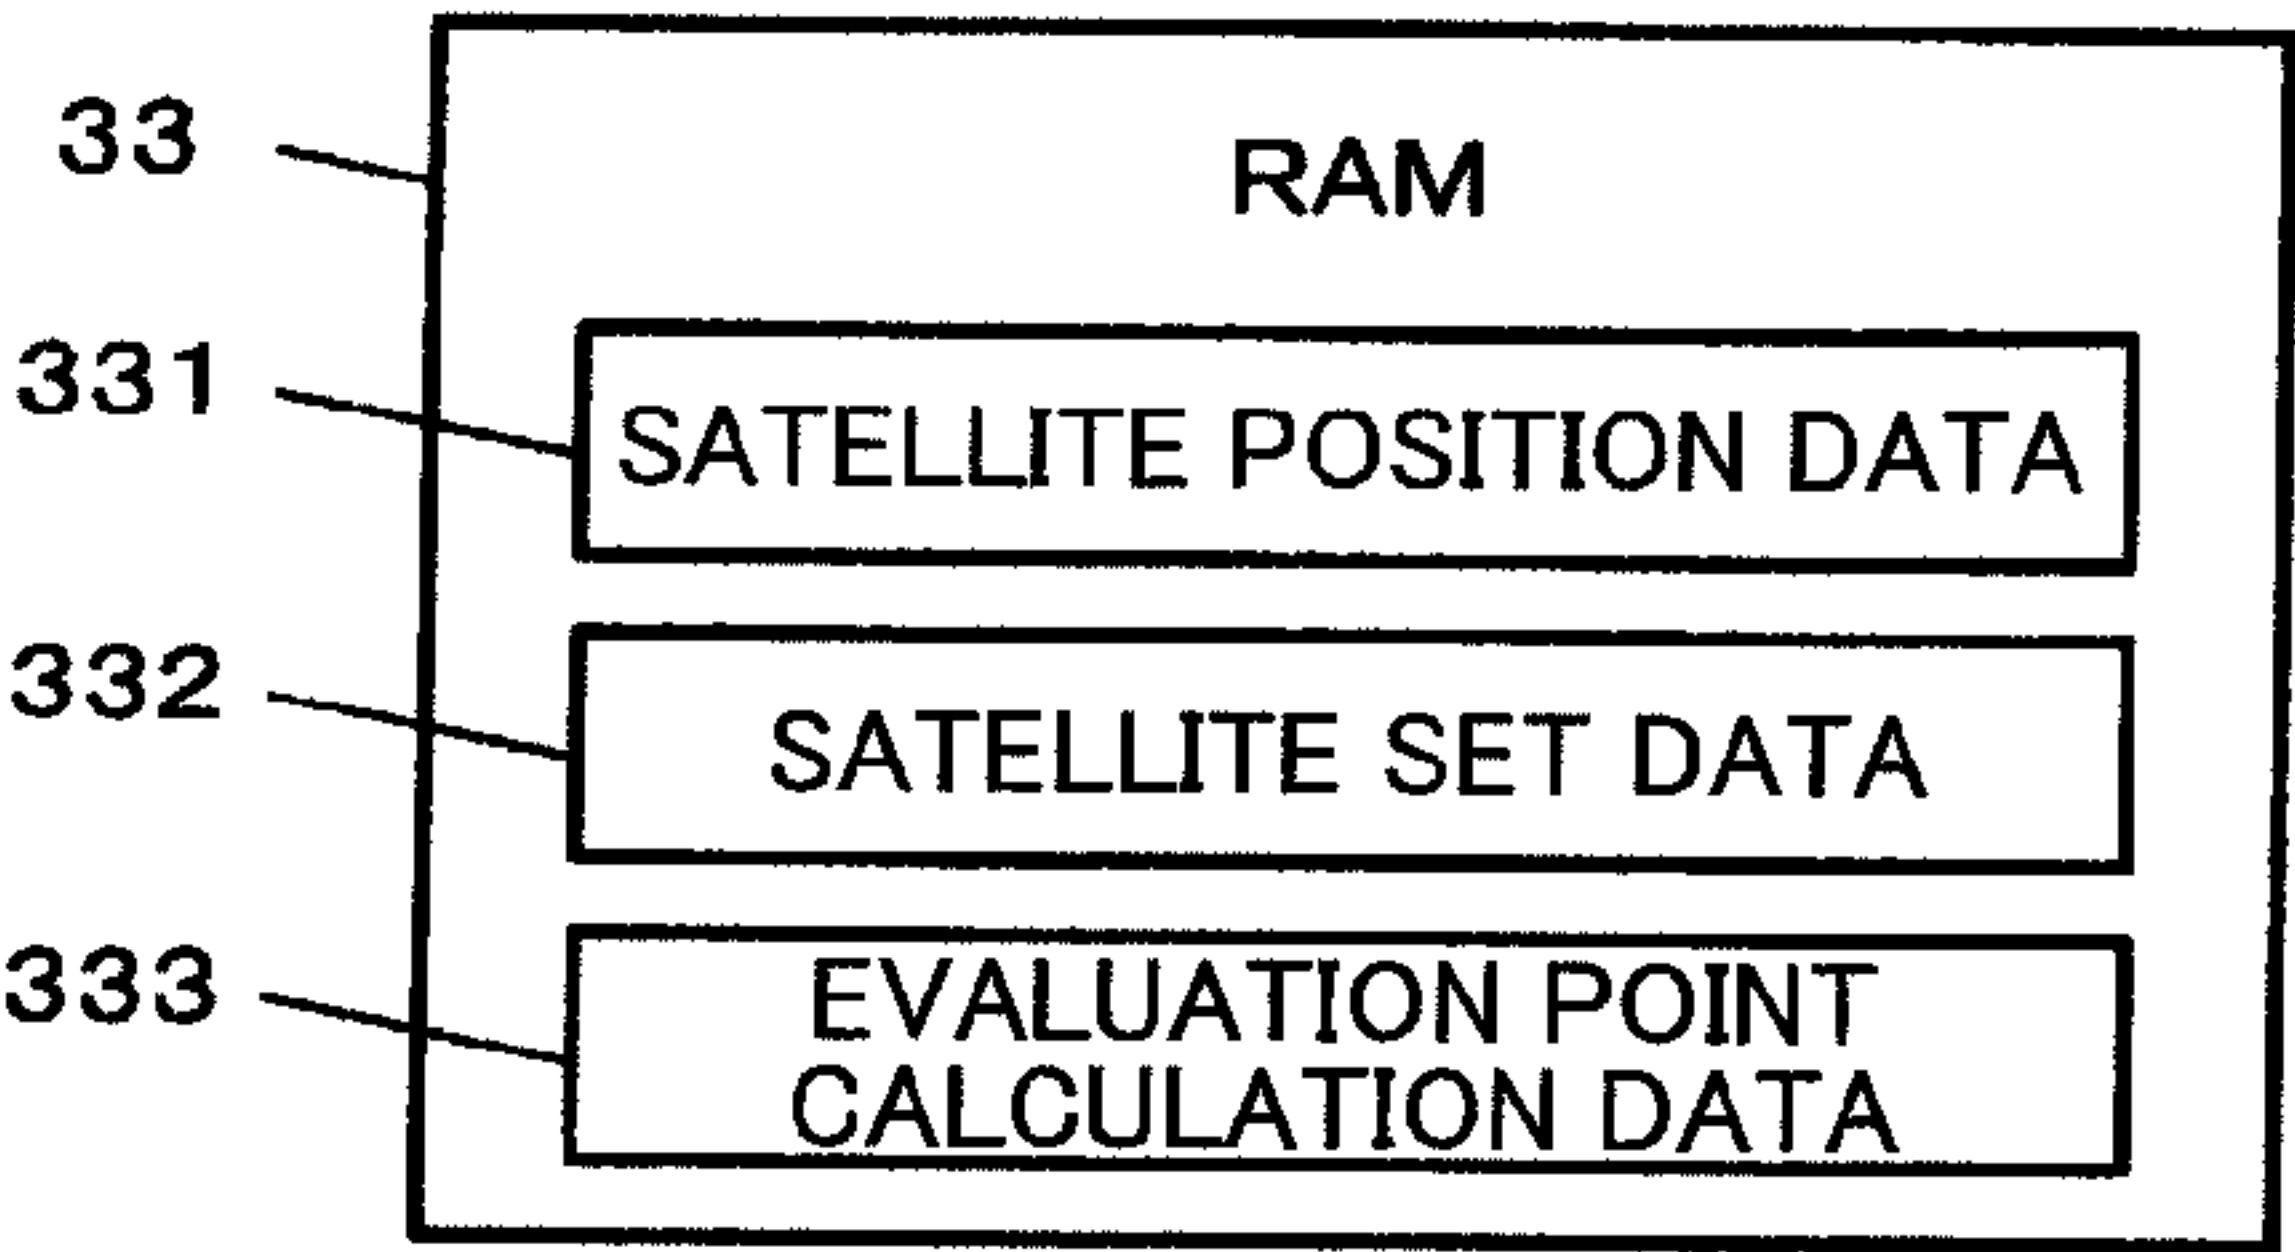 33
RAM
331
SATELLITE POSITION DATA
332
SATELLITE SET DATA
333
EVALUATION POINT
CALCULATION DATA